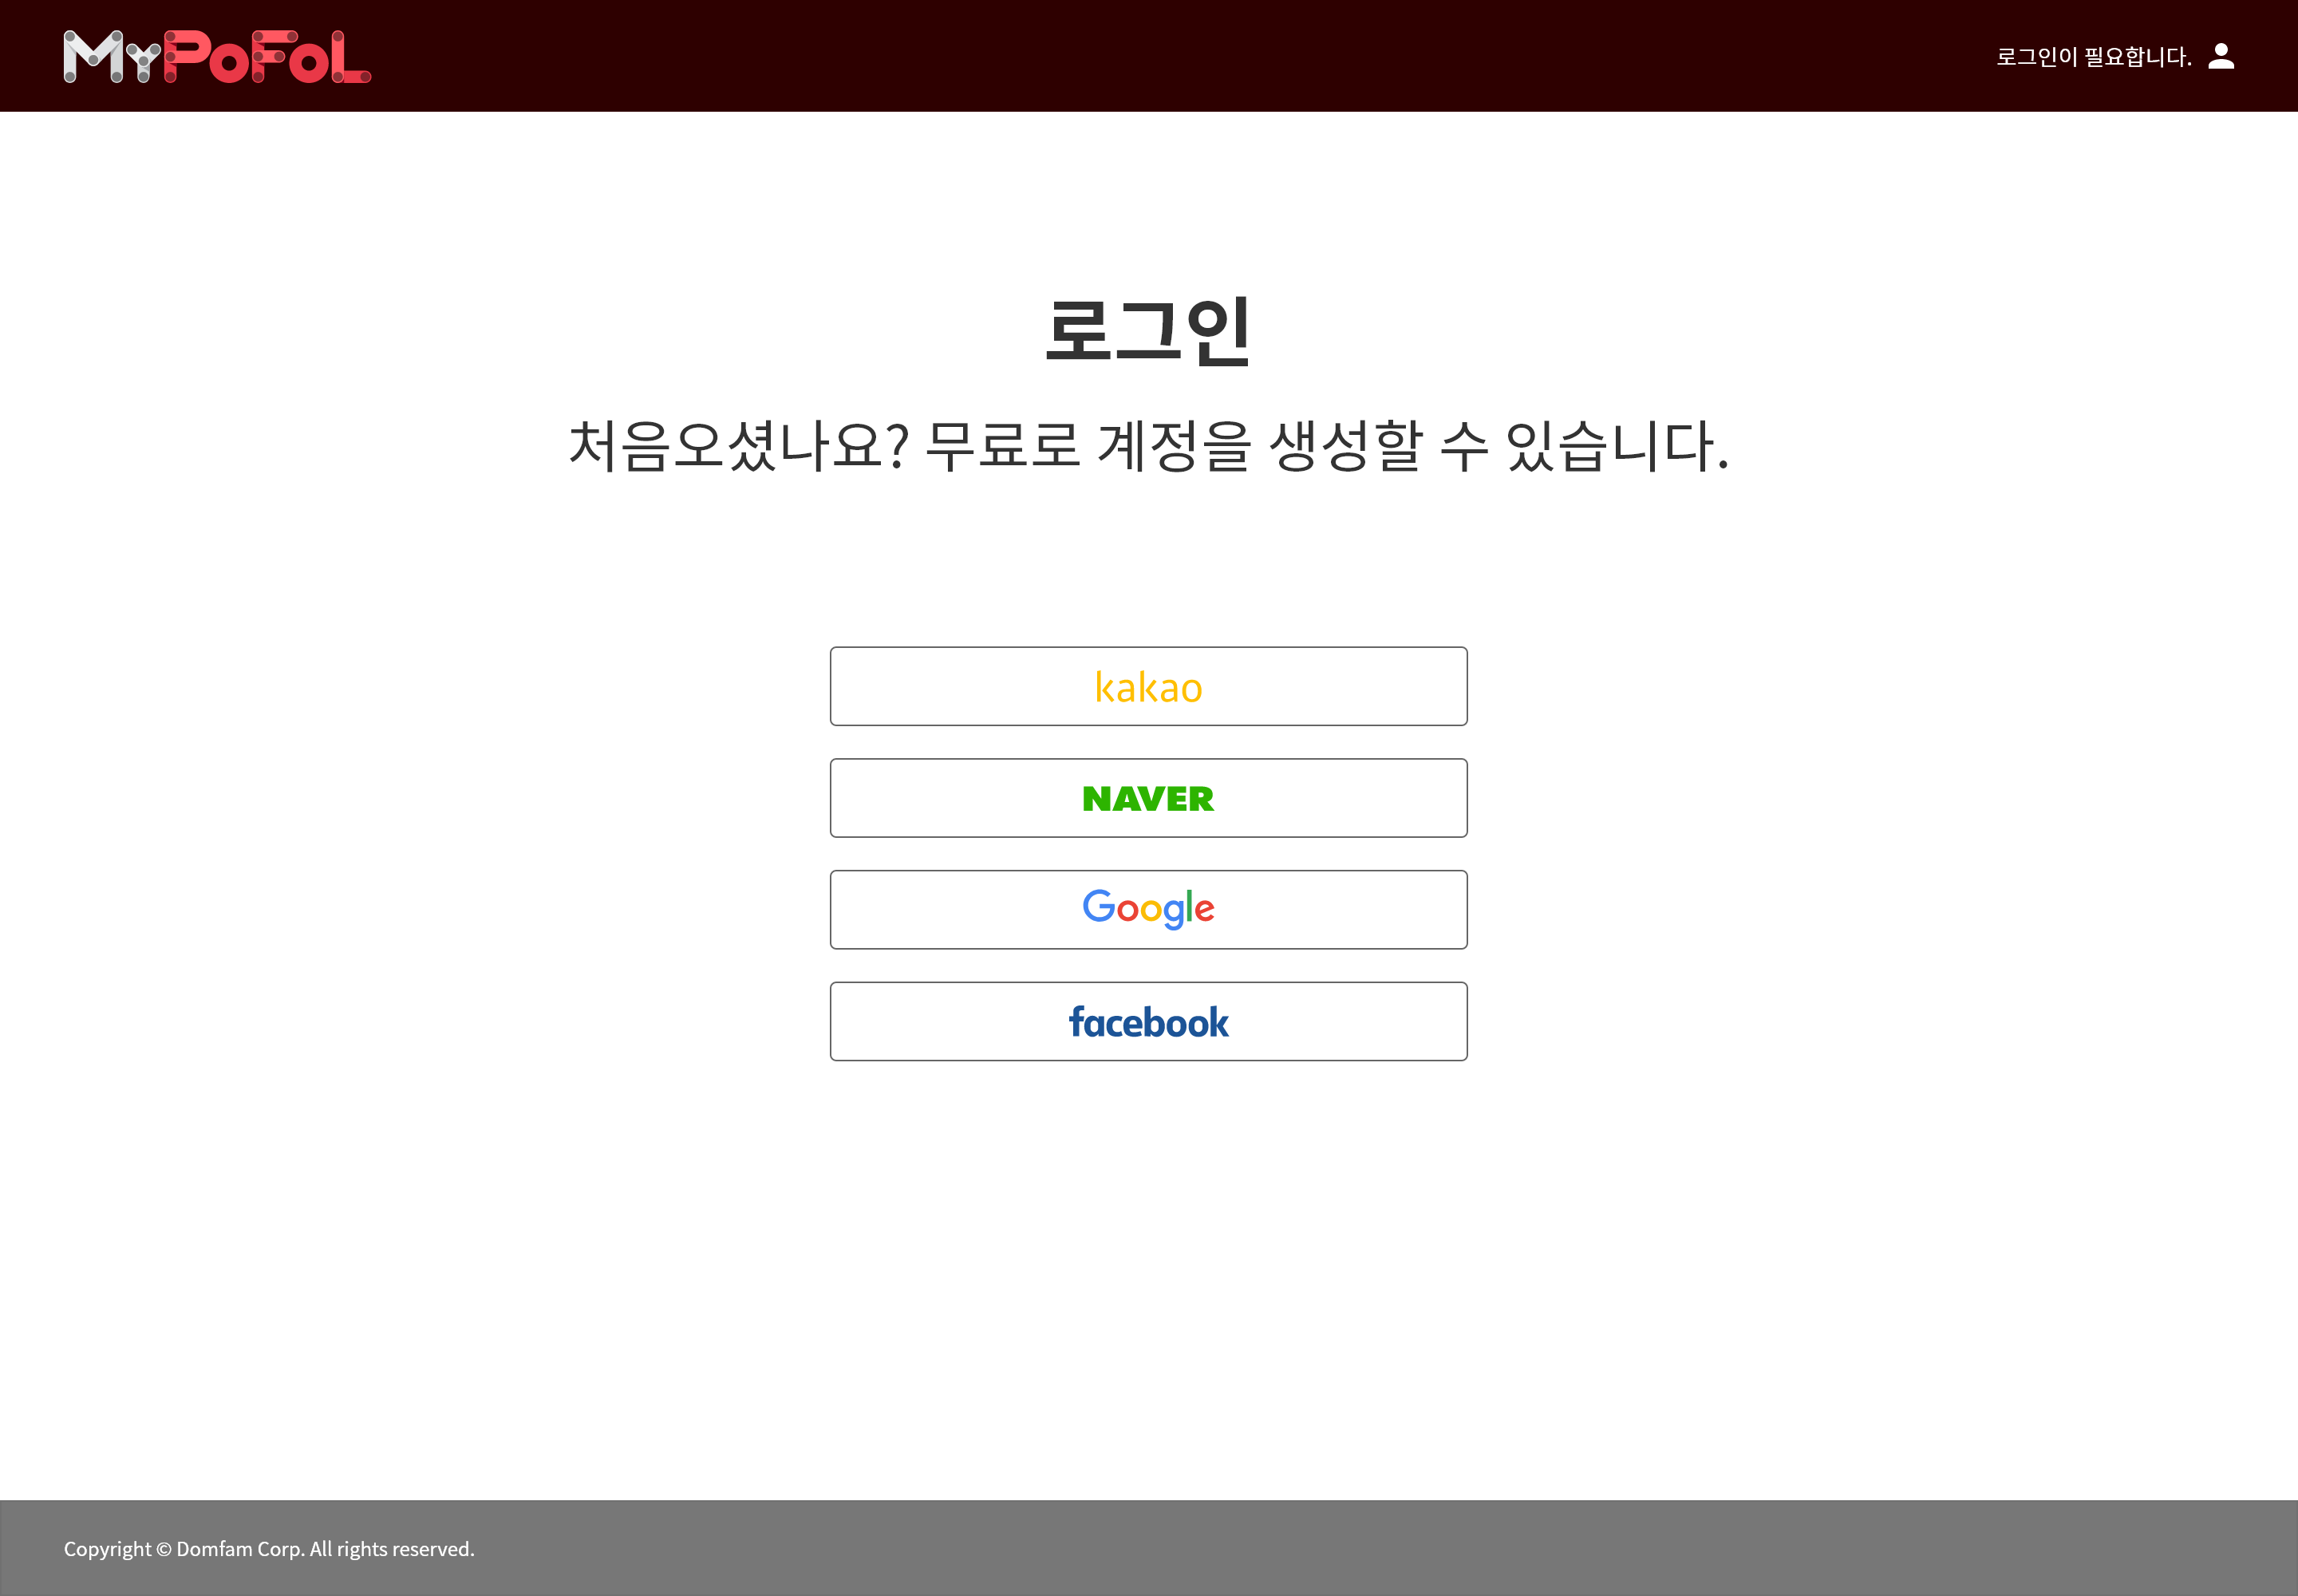 MyPoFoL
로그인이 필요합니다.
로그인
처음오셨나요? 무료로 계정을 생성할 수 있습니다.
kakao
NAVER
Google
facebook
Copyright © Domfam Corp. All rights reserved.